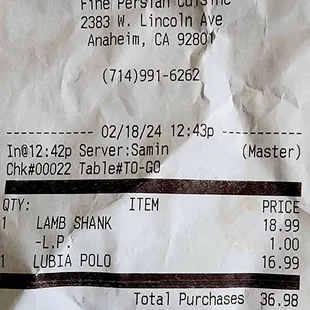 Fine Persian Cuisine
2383 W. Lincoln Ave
Anaheim, CA 92801
(714)991-6262
------------ 02/18/24 12:43p ------------
In@12:42p Server:Samin (Master)
Chk#00022 Table#TO-GO
QTY: ITEM PRICE
1 LAMB SHANK 18.99
-L.P. 1.00
1 LUBIA POLO 16.99
Total Purchases 36.98